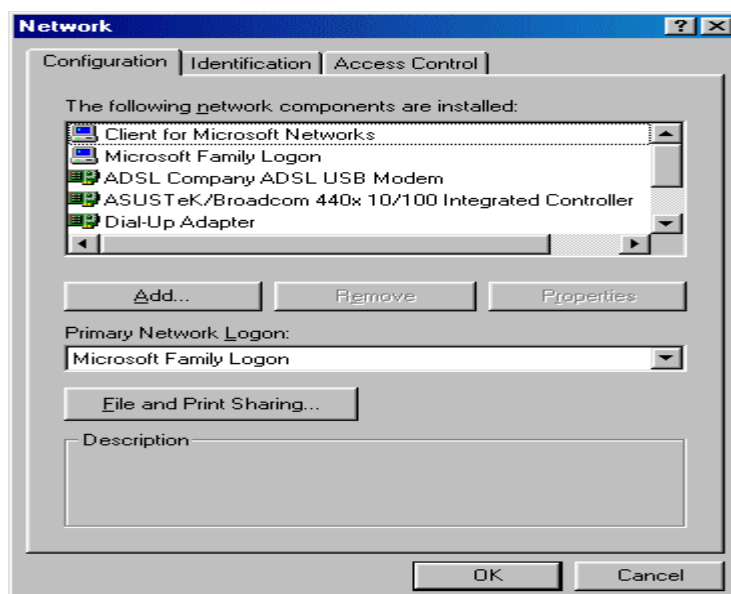 Network
Configuration Identification Access Control
The following network components are installed:
Client for Microsoft Networks
Microsoft Family Logon
ADSL Company ADSL USB Modem
ASUSTeK/Broadcom 440x 10/100 Integrated Controller
Dial-Up Adapter
Add... Remove Properties
Primary Network Logon:
Microsoft Family Logon
File and Print Sharing...
Description
OK Cancel